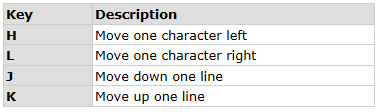 Key Description
H Move one character left
L Move one character right
J Move down one line
K Move up one line